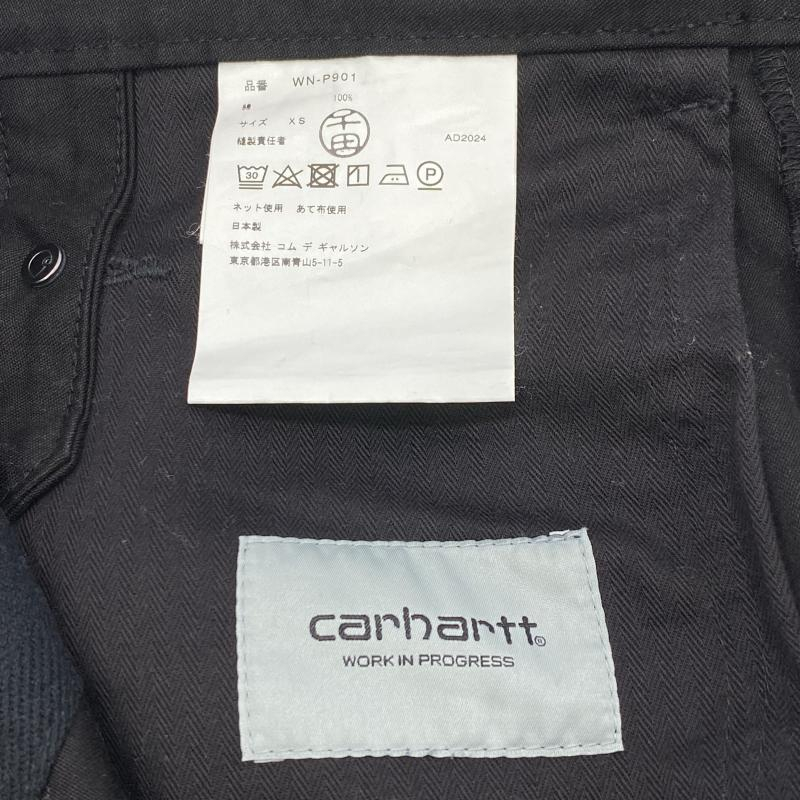 品番 WN-P901
綿 100%
サイズ XS
縫製責任者 千田 AD2024
30
ネット使用 あて布使用
日本製
株式会社 コム デ ギャルソン
東京都港区南青山5-11-5
carhartt®
WORK IN PROGRESS